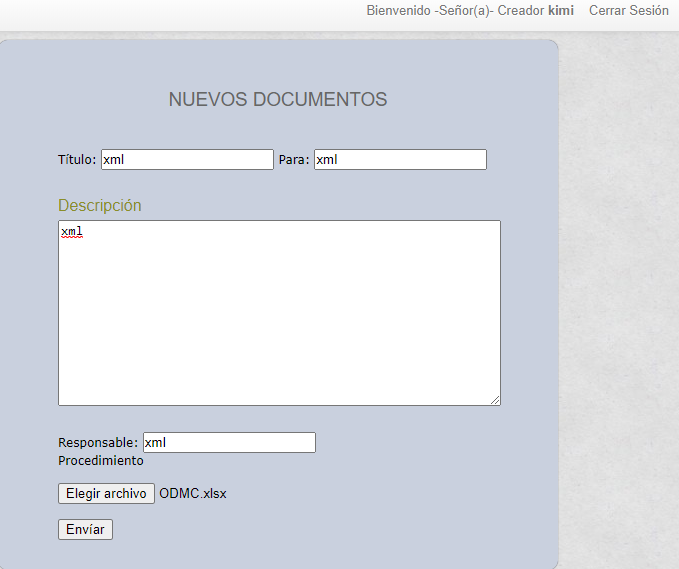 Bienvenido -Señor(a)- Creador kimi Cerrar Sesión
NUEVOS DOCUMENTOS
Título: xml Para: xml
Descripción
xml
Responsable: xml
Procedimiento
Elegir archivo ODMC.xlsx
Envíar